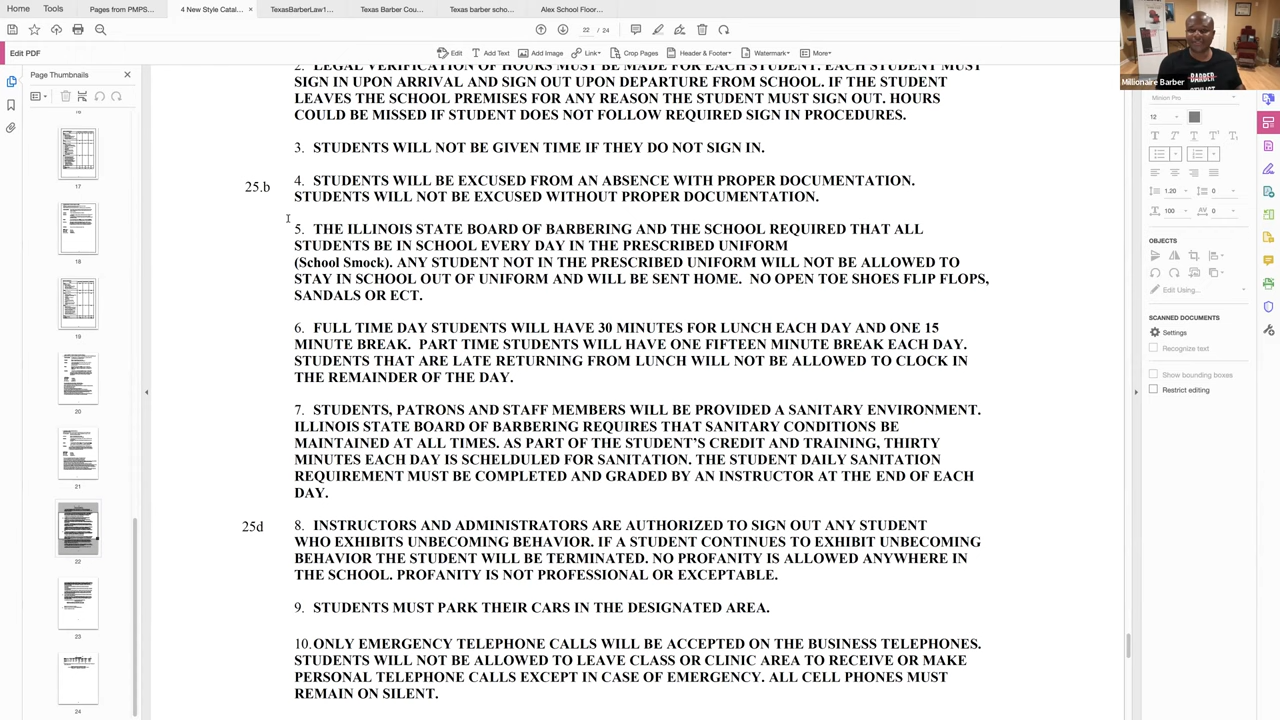 Home
Tools
Pages from PMPS...
4 New Style Catal... ×
TexasBarberLaw1...
Texas Barber Cou...
Texas barber scho...
Alex School Floor...
22 / 24
Edit PDF
Edit
Add Text
Add Image
Link
Crop Pages
Header & Footer
Watermark
More
Page Thumbnails
17
18
19
20
21
22
23
24
2. LEGAL VERIFICATION OF HOURS MUST BE MADE FOR EACH STUDENT. EACH STUDENT MUST
SIGN IN UPON ARRIVAL AND SIGN OUT UPON DEPARTURE FROM SCHOOL. IF THE STUDENT
LEAVES THE SCHOOL PREMISES FOR ANY REASON THE STUDENT MUST SIGN OUT. HOURS
COULD BE MISSED IF STUDENT DOES NOT FOLLOW REQUIRED SIGN IN PROCEDURES.
3. STUDENTS WILL NOT BE GIVEN TIME IF THEY DO NOT SIGN IN.
25.b
4. STUDENTS WILL BE EXCUSED FROM AN ABSENCE WITH PROPER DOCUMENTATION.
STUDENTS WILL NOT BE EXCUSED WITHOUT PROPER DOCUMENTATION.
5. THE ILLINOIS STATE BOARD OF BARBERING AND THE SCHOOL REQUIRED THAT ALL
STUDENTS BE IN SCHOOL EVERY DAY IN THE PRESCRIBED UNIFORM
(School Smock). ANY STUDENT NOT IN THE PRESCRIBED UNIFORM WILL NOT BE ALLOWED TO
STAY IN SCHOOL OUT OF UNIFORM AND WILL BE SENT HOME. NO OPEN TOE SHOES FLIP FLOPS,
SANDALS OR ECT.
6. FULL TIME DAY STUDENTS WILL HAVE 30 MINUTES FOR LUNCH EACH DAY AND ONE 15
MINUTE BREAK. PART TIME STUDENTS WILL HAVE ONE FIFTEEN MINUTE BREAK EACH DAY.
STUDENTS THAT ARE LATE RETURNING FROM LUNCH WILL NOT BE ALLOWED TO CLOCK IN
THE REMAINDER OF THE DAY.
7. STUDENTS, PATRONS AND STAFF MEMBERS WILL BE PROVIDED A SANITARY ENVIRONMENT.
ILLINOIS STATE BOARD OF BARBERING REQUIRES THAT SANITARY CONDITIONS BE
MAINTAINED AT ALL TIMES. A PART OF THE STUDENT'S CREDIT AND TRAINING, THIRTY
MINUTES EACH DAY IS SCHEDULED FOR SANITATION. THE STUDENT DAILY SANITATION
REQUIREMENT MUST BE COMPLETED AND GRADED BY AN INSTRUCTOR AT THE END OF EACH
DAY.
25d
8. INSTRUCTORS AND ADMINISTRATORS ARE AUTHORIZED TO SIGN OUT ANY STUDENT
WHO EXHIBITS UNBECOMING BEHAVIOR. IF A STUDENT CONTINUES TO EXHIBIT UNBECOMING
BEHAVIOR THE STUDENT WILL BE TERMINATED. NO PROFANITY IS ALLOWED ANYWHERE IN
THE SCHOOL. PROFANITY IS NOT PROFESSIONAL OR EXCEPTABLE.
9. STUDENTS MUST PARK THEIR CARS IN THE DESIGNATED AREA.
10. ONLY EMERGENCY TELEPHONE CALLS WILL BE ACCEPTED ON THE BUSINESS TELEPHONES.
STUDENTS WILL NOT BE ALLOWED TO LEAVE CLASS OR CLINIC AREA TO RECEIVE OR MAKE
PERSONAL TELEPHONE CALLS EXCEPT IN CASE OF EMERGENCY. ALL CELL PHONES MUST
REMAIN ON SILENT.
Millionaire Barber
BARBER
Minion Pro
12
1.20
0
100
0
OBJECTS
Edit Using...
SCANNED DOCUMENTS
Settings
Recognize text
Show bounding boxes
Restrict editing